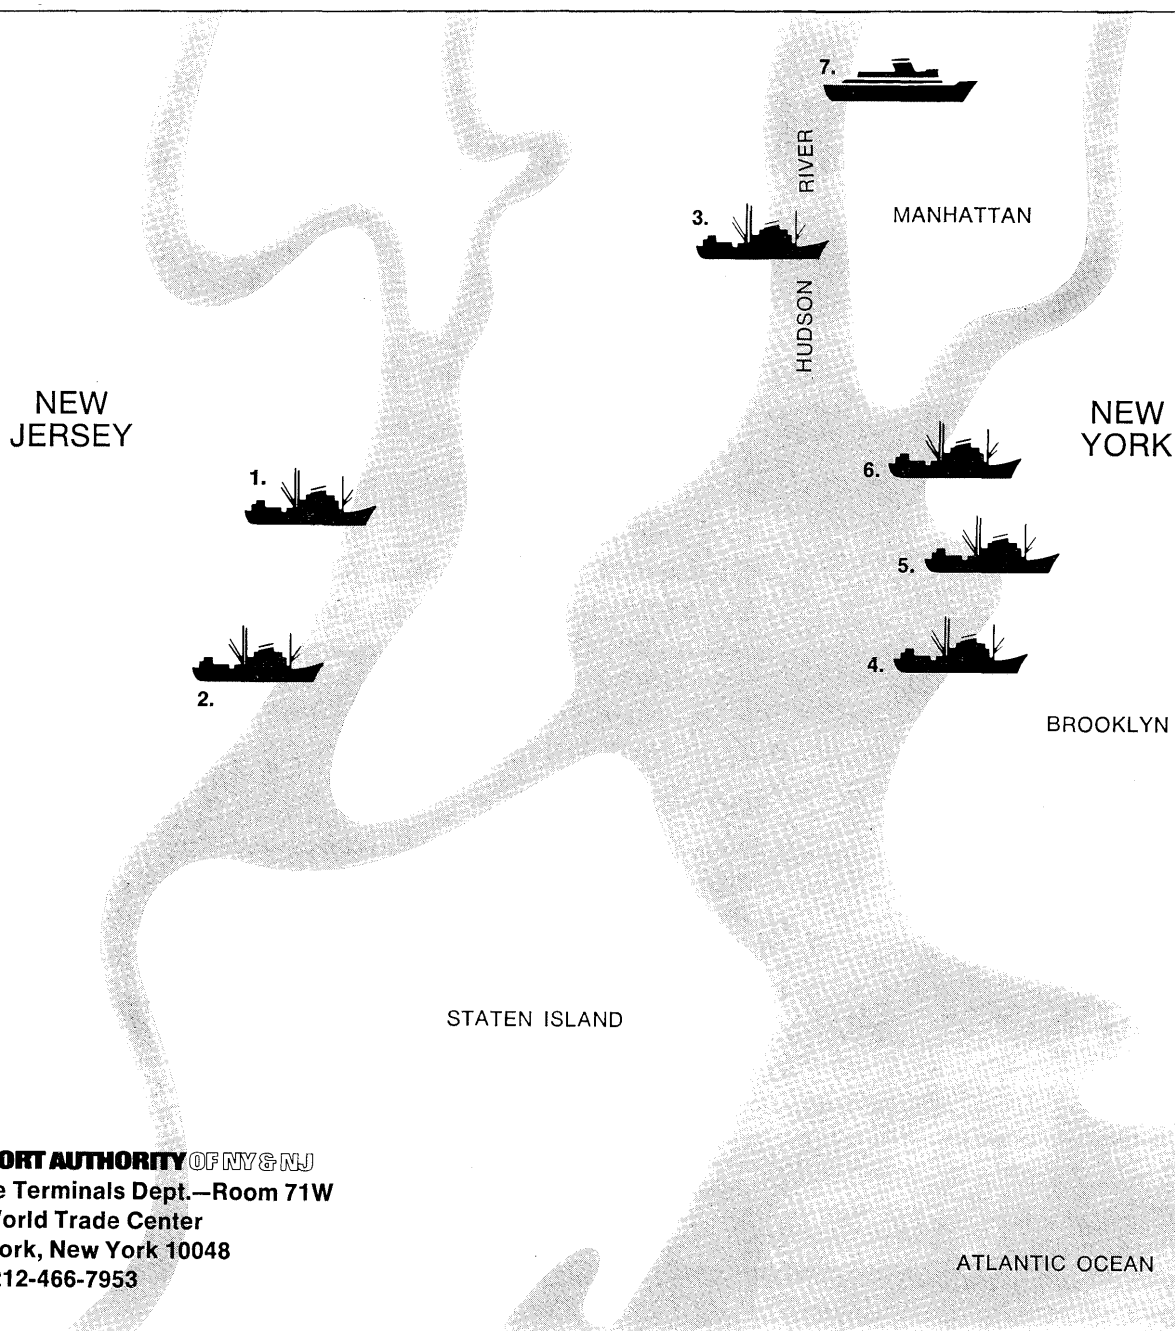 7.
RIVER
MANHATTAN
3.
HUDSON
NEW
JERSEY
NEW
YORK
1.
6.
5.
4.
2.
BROOKLYN
STATEN ISLAND
ORT AUTHORITY OF NY & NJ
e Terminals Dept.—Room 71W
orld Trade Center
ork, New York 10048
212-466-7953
ATLANTIC OCEAN